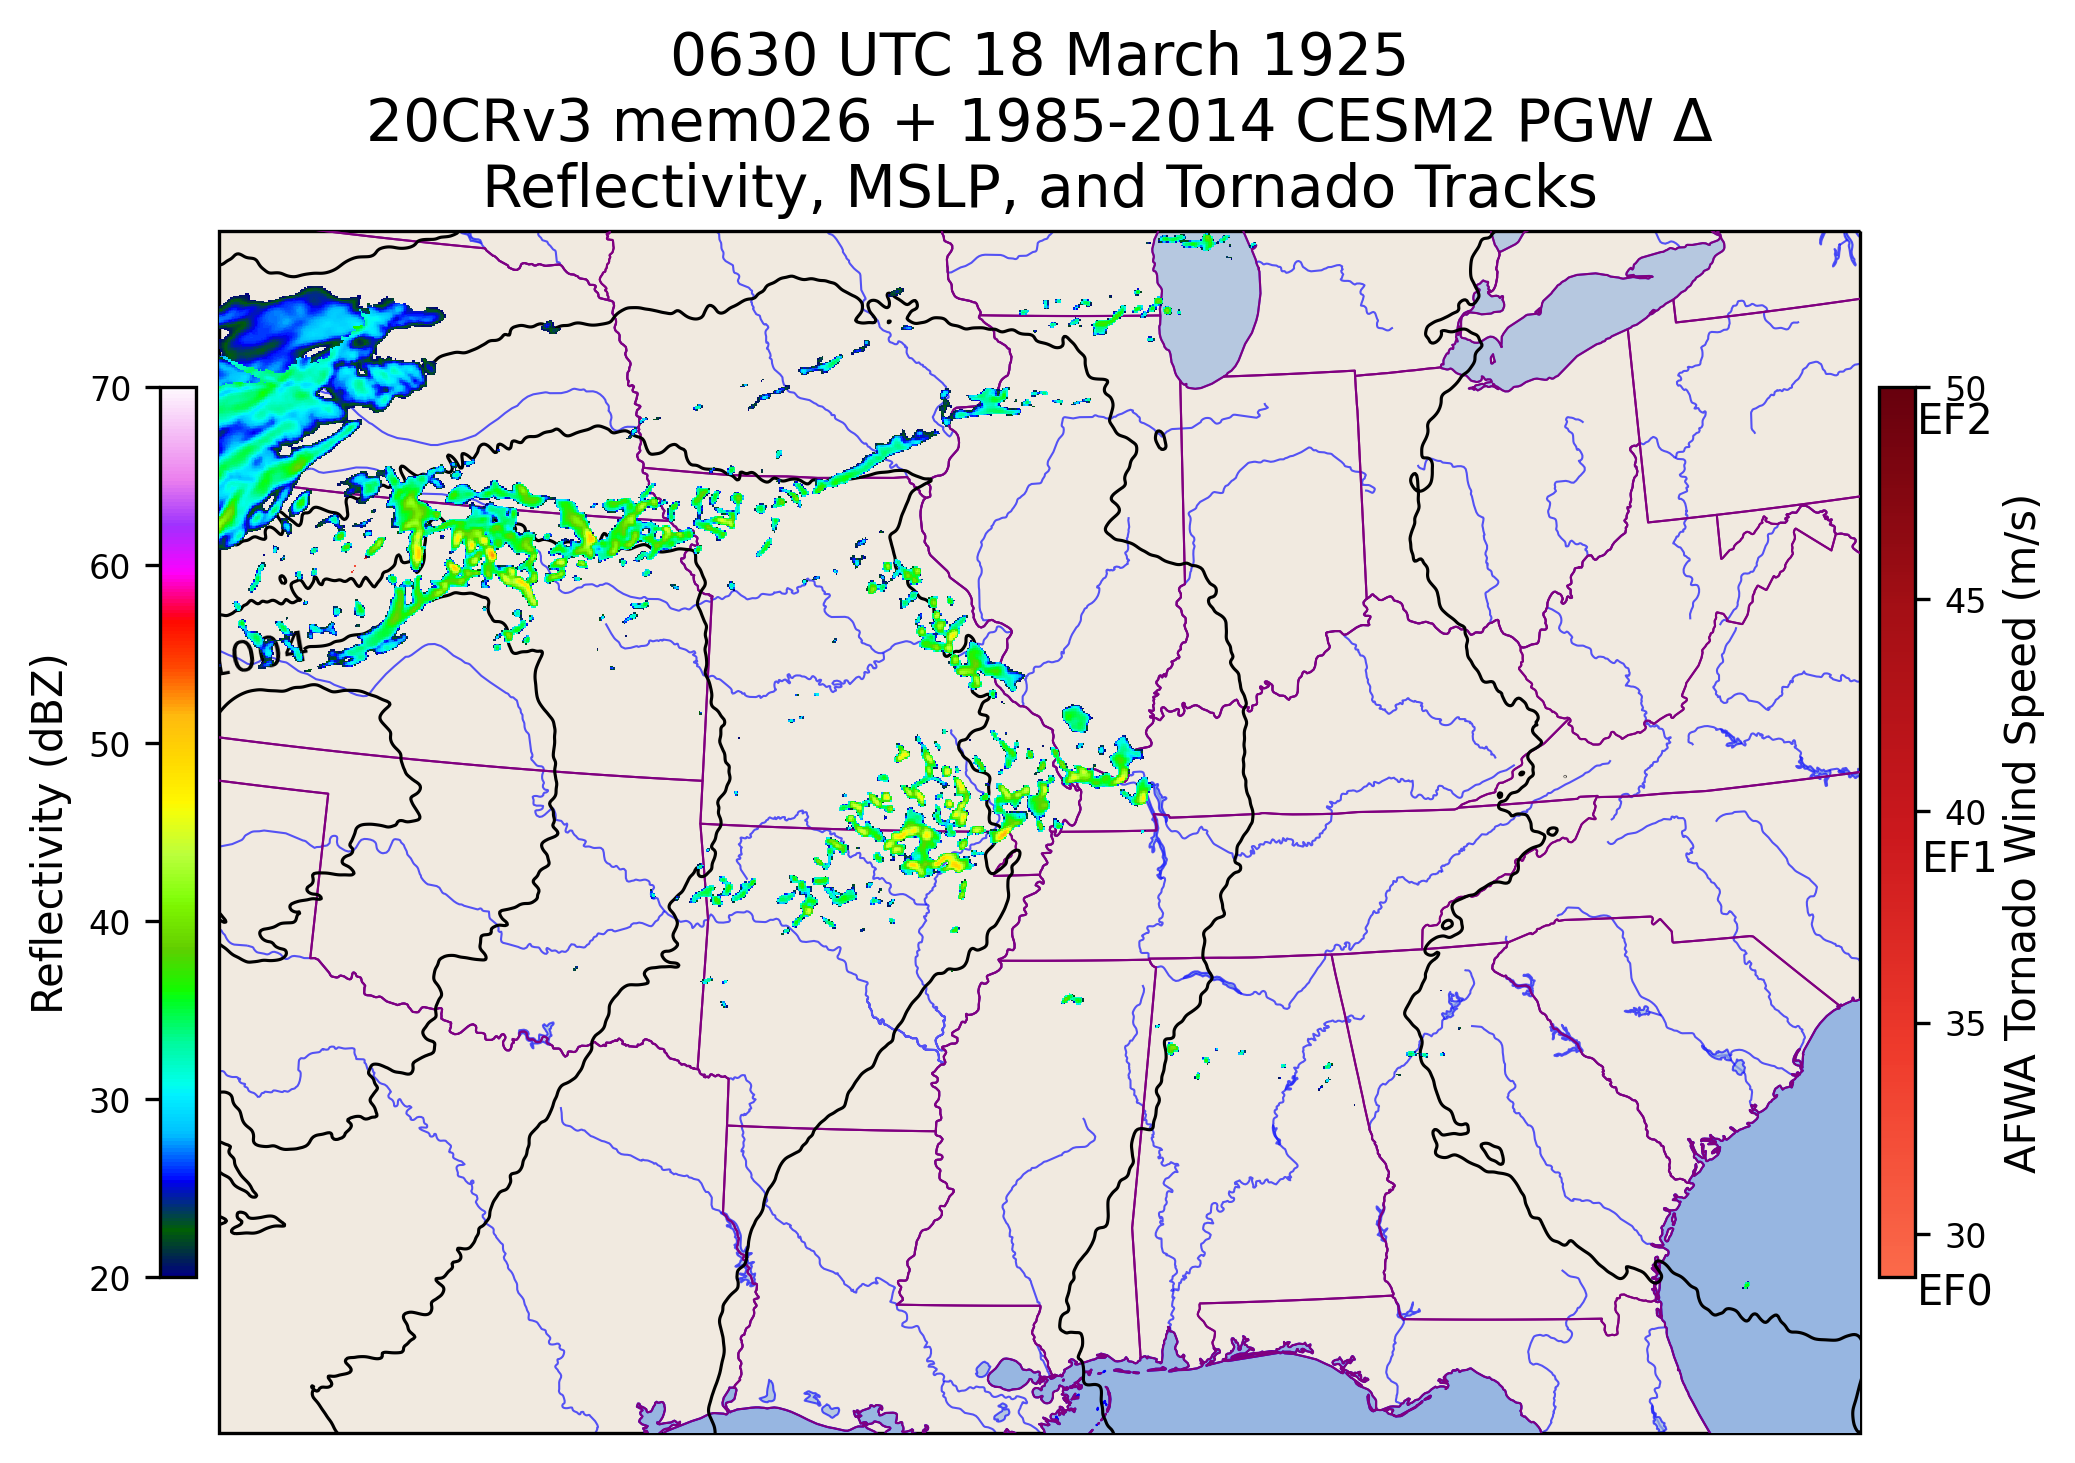 0630 UTC 18 March 1925
20CRv3 mem026 + 1985-2014 CESM2 PGW Δ
Reflectivity, MSLP, and Tornado Tracks
70
60
50
40
30
20
Reflectivity (dBZ)
1004
50
EF2
45
40
EF1
35
30
EF0
AFWA Tornado Wind Speed (m/s)